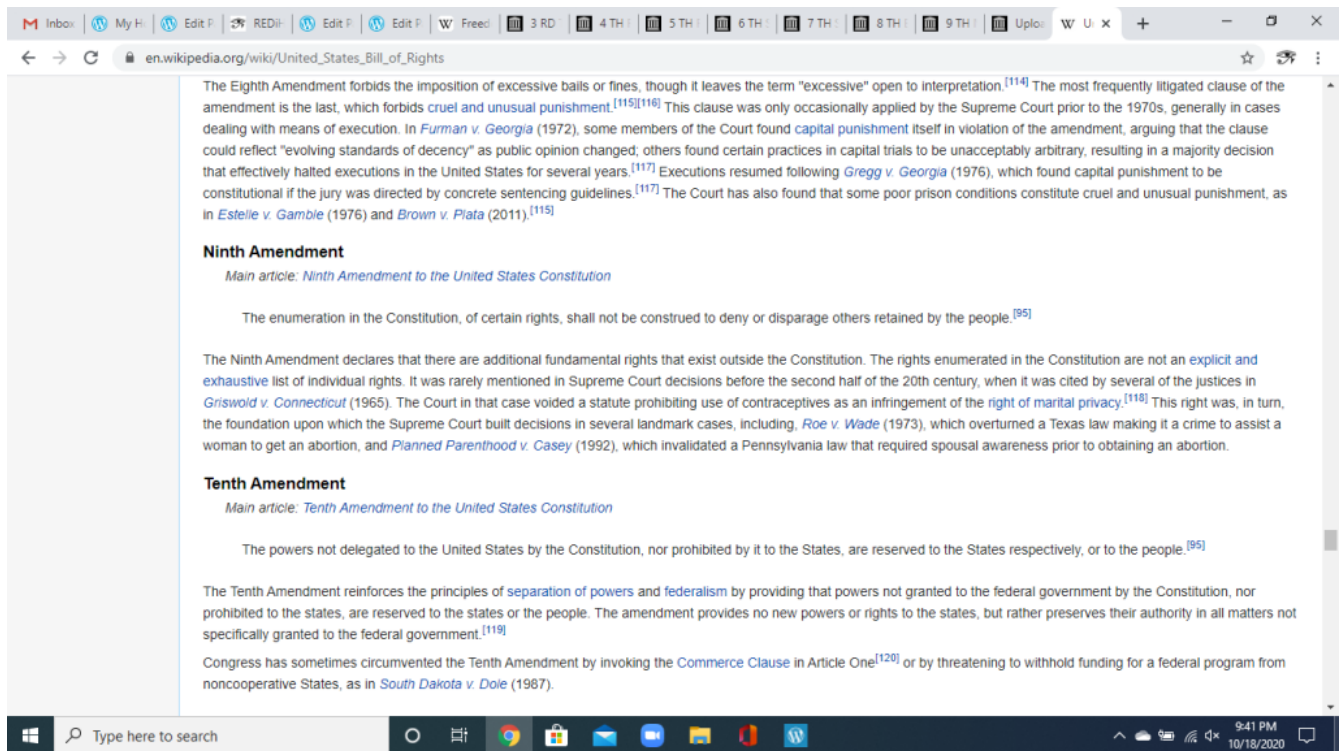 Inbox My H Edit P REDiH Edit P Edit P Freed 3 RD 4 TH 5 TH 6 TH 7 TH 8 TH 9 TH Uploa
en.wikipedia.org/wiki/United_States_Bill_of_Rights
The Eighth Amendment forbids the imposition of excessive bails or fines, though it leaves the term "excessive" open to interpretation.[114] The most frequently litigated clause of the
amendment is the last, which forbids cruel and unusual punishment.[115][116] This clause was only occasionally applied by the Supreme Court prior to the 1970s, generally in cases
dealing with means of execution. In Furman v. Georgia (1972), some members of the Court found capital punishment itself in violation of the amendment, arguing that the clause
could reflect "evolving standards of decency" as public opinion changed; others found certain practices in capital trials to be unacceptably arbitrary, resulting in a majority decision
that effectively halted executions in the United States for several years.[117] Executions resumed following Gregg v. Georgia (1976), which found capital punishment to be
constitutional if the jury was directed by concrete sentencing guidelines.[117] The Court has also found that some poor prison conditions constitute cruel and unusual punishment, as
in Estelle v. Gamble (1976) and Brown v. Plata (2011).[115]
Ninth Amendment
Main article: Ninth Amendment to the United States Constitution
The enumeration in the Constitution, of certain rights, shall not be construed to deny or disparage others retained by the people.[95]
The Ninth Amendment declares that there are additional fundamental rights that exist outside the Constitution. The rights enumerated in the Constitution are not an explicit and
exhaustive list of individual rights. It was rarely mentioned in Supreme Court decisions before the second half of the 20th century, when it was cited by several of the justices in
Griswold v. Connecticut (1965). The Court in that case voided a statute prohibiting use of contraceptives as an infringement of the right of marital privacy.[118] This right was, in turn,
the foundation upon which the Supreme Court built decisions in several landmark cases, including, Roe v. Wade (1973), which overturned a Texas law making it a crime to assist a
woman to get an abortion, and Planned Parenthood v. Casey (1992), which invalidated a Pennsylvania law that required spousal awareness prior to obtaining an abortion.
Tenth Amendment
Main article: Tenth Amendment to the United States Constitution
The powers not delegated to the United States by the Constitution, nor prohibited by it to the States, are reserved to the States respectively, or to the people.[95]
The Tenth Amendment reinforces the principles of separation of powers and federalism by providing that powers not granted to the federal government by the Constitution, nor
prohibited to the states, are reserved to the states or the people. The amendment provides no new powers or rights to the states, but rather preserves their authority in all matters not
specifically granted to the federal government.[119]
Congress has sometimes circumvented the Tenth Amendment by invoking the Commerce Clause in Article One[120] or by threatening to withhold funding for a federal program from
noncooperative States, as in South Dakota v. Dole (1987).
Type here to search
9:41 PM
10/18/2020